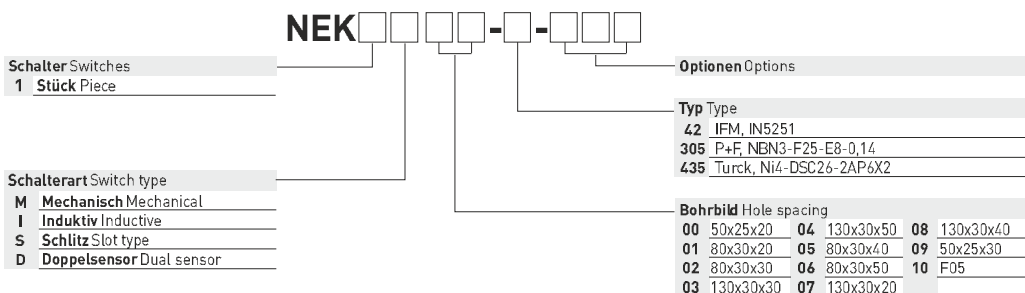 NEK - -
Schalter Switches
1 Stück Piece
Schalterart Switch type
M Mechanisch Mechanical
I Induktiv Inductive
S Schlitz Slot type
D Doppelsensor Dual sensor
Optionen Options
Typ Type
42 IFM, IN5251
305 P+F, NBN3-F25-E8-0,14
435 Turck, Ni4-DSC26-2AP6X2
Bohrbild Hole spacing
00 50x25x20 04 130x30x50 08 130x30x40
01 80x30x20 05 80x30x40 09 50x25x30
02 80x30x30 06 80x30x50 10 F05
03 130x30x30 07 130x30x20